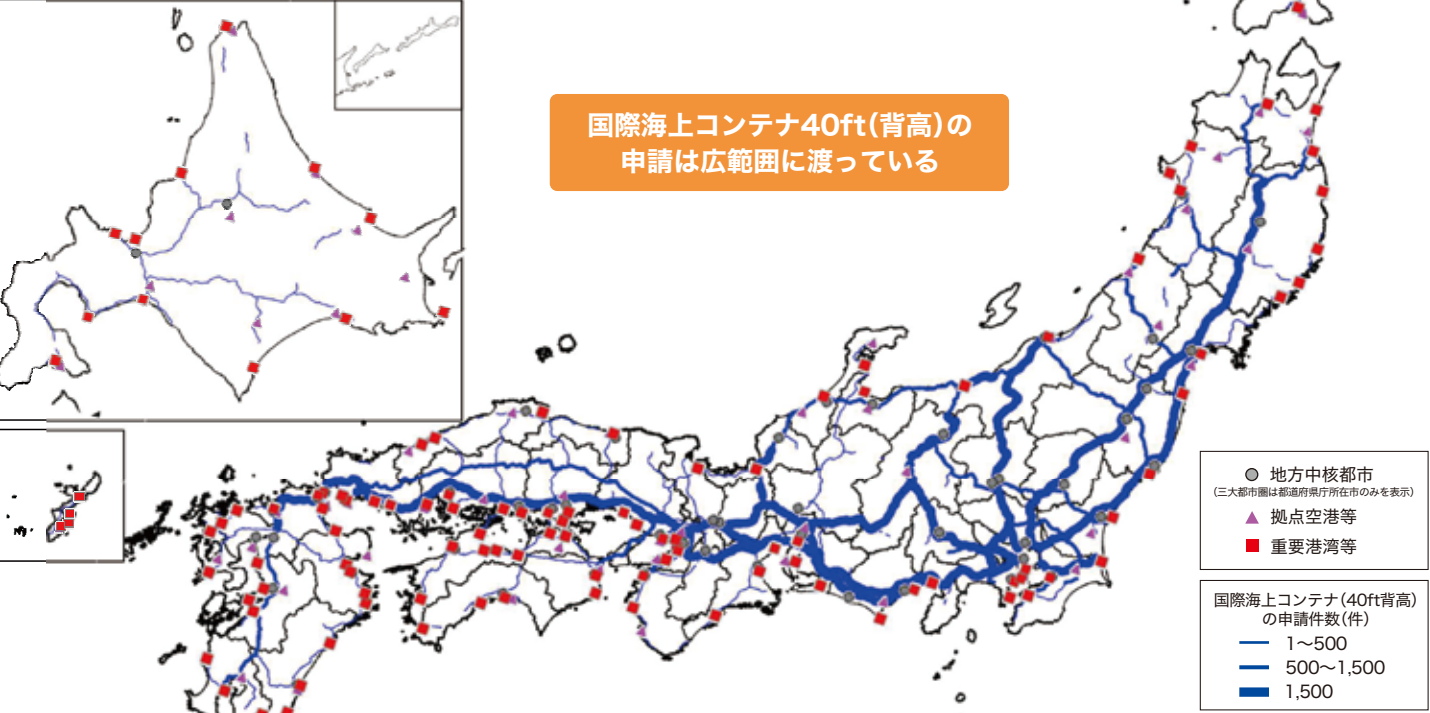 国際海上コンテナ40ft(背高)の
申請は広範囲に渡っている
地方中核都市
(三大都市圏は都道府県庁所在市のみを表示)
拠点空港等
重要港湾等
国際海上コンテナ(40ft背高)
の申請件数(件)
1〜500
500〜1,500
1,500